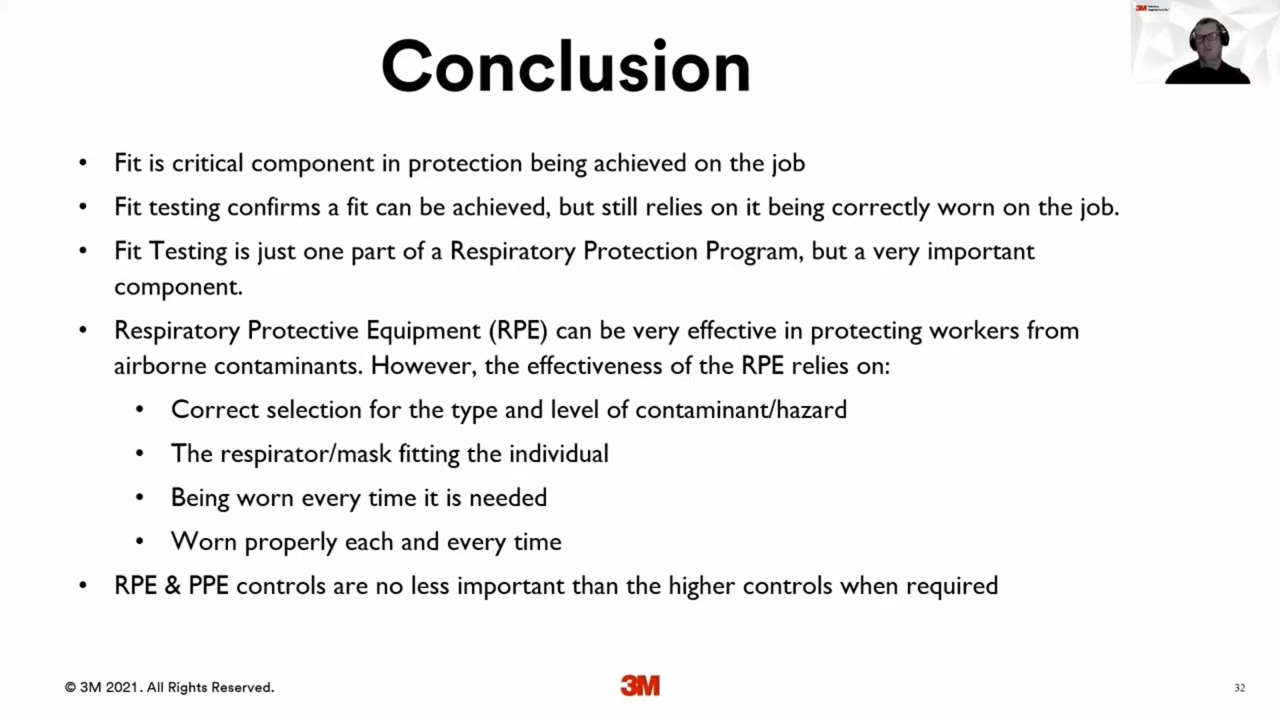 3M
Conclusion
• Fit is critical component in protection being achieved on the job
• Fit testing confirms a fit can be achieved, but still relies on it being correctly worn on the job.
• Fit Testing is just one part of a Respiratory Protection Program, but a very important
component.
• Respiratory Protective Equipment (RPE) can be very effective in protecting workers from
airborne contaminants. However, the effectiveness of the RPE relies on:
• Correct selection for the type and level of contaminant/hazard
• The respirator/mask fitting the individual
• Being worn every time it is needed
• Worn properly each and every time
• RPE & PPE controls are no less important than the higher controls when required
© 3M 2021. All Rights Reserved.
3M
32